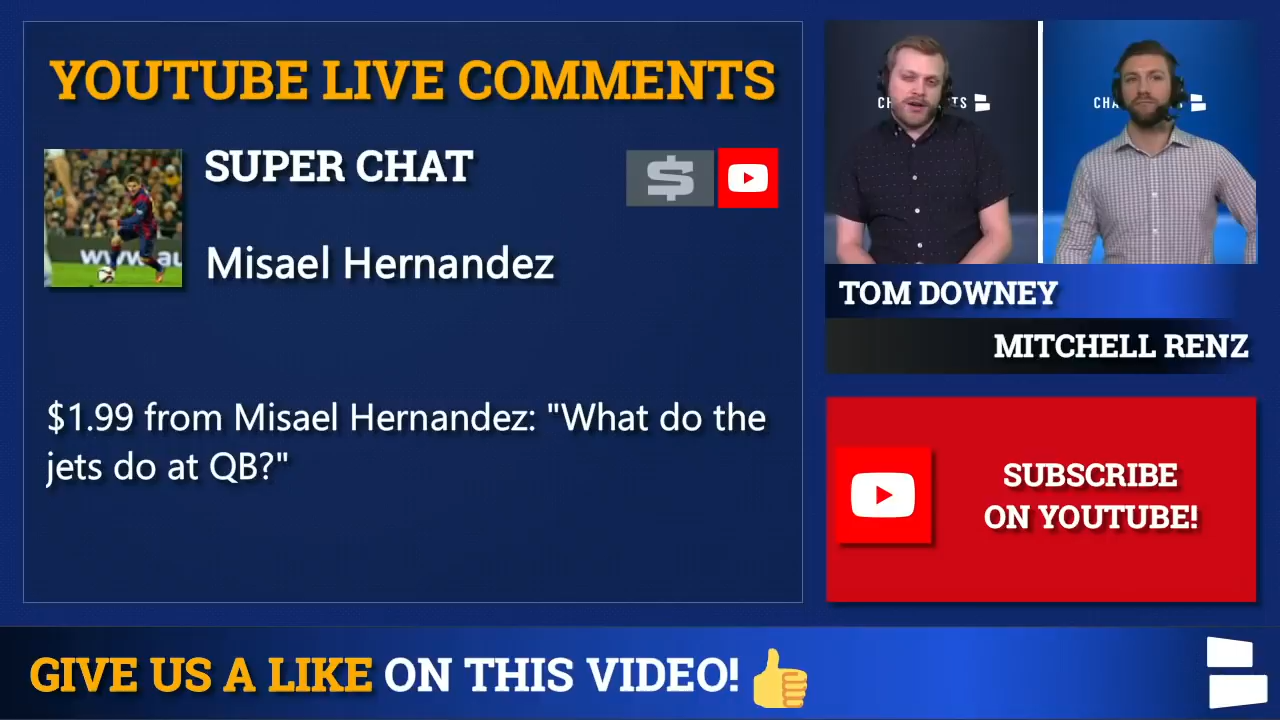 YOUTUBE LIVE COMMENTS
SUPER CHAT
Misael Hernandez
$1.99 from Misael Hernandez: "What do the
jets do at QB?"
TOM DOWNEY
MITCHELL RENZ
SUBSCRIBE
ON YOUTUBE!
GIVE US A LIKE ON THIS VIDEO!